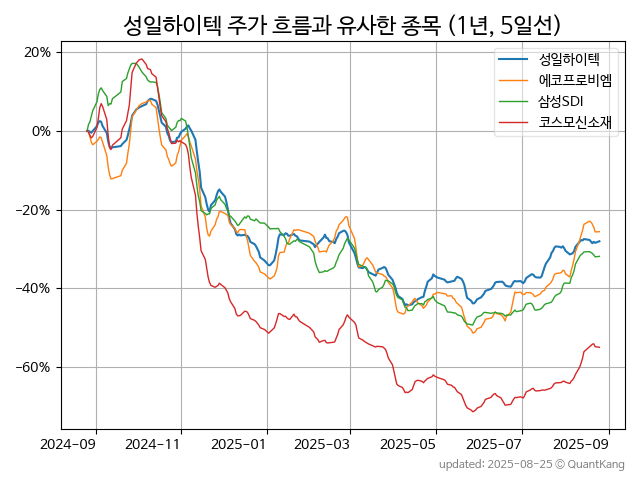 성일하이텍 주가 흐름과 유사한 종목 (1년, 5일선)
20%
0%
−20%
−40%
−60%
성일하이텍
에코프로비엠
삼성SDI
코스모신소재
2024-09 2024-11 2025-01 2025-03 2025-05 2025-07 2025-09
updated: 2025-08-25 © QuantKang